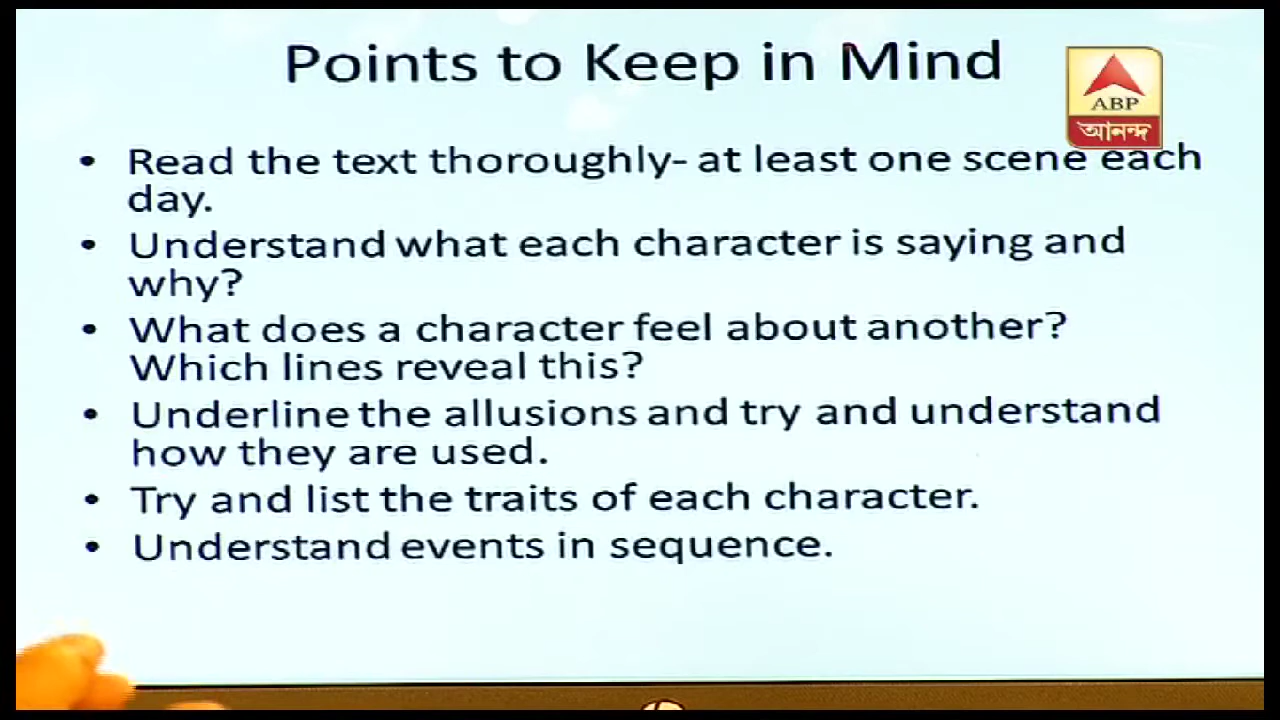 Points to Keep in Mind
ABP
আনন্দ
• Read the text thoroughly- at least one scene each
day.
• Understand what each character is saying and
why?
• What does a character feel about another?
Which lines reveal this?
• Underline the allusions and try and understand
how they are used.
• Try and list the traits of each character.
• Understand events in sequence.